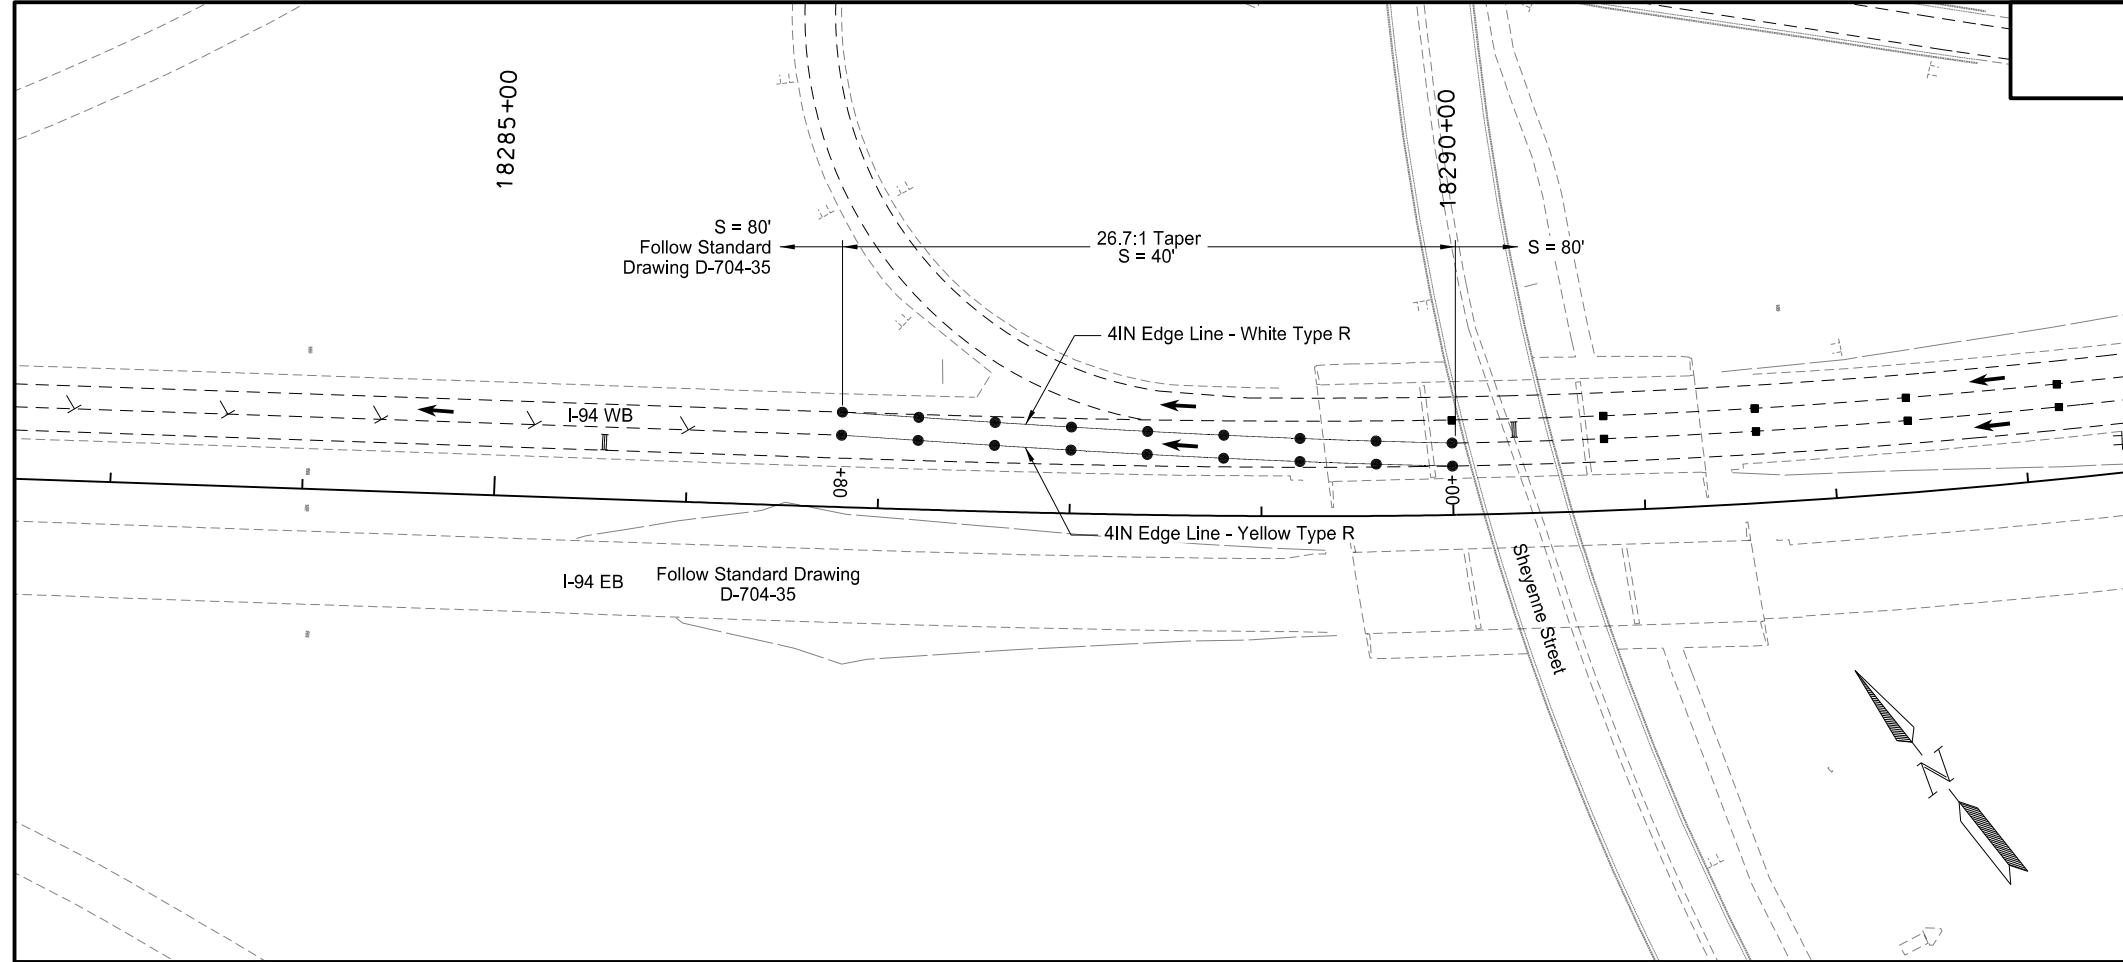 18285+00
18290+00
S = 80'
Follow Standard
Drawing D-704-35
26.7:1 Taper
S = 40'
S = 80'
4IN Edge Line - White Type R
I-94 WB
+80
+00
4IN Edge Line - Yellow Type R
I-94 EB
Follow Standard Drawing
D-704-35
Sheyenne Street
N